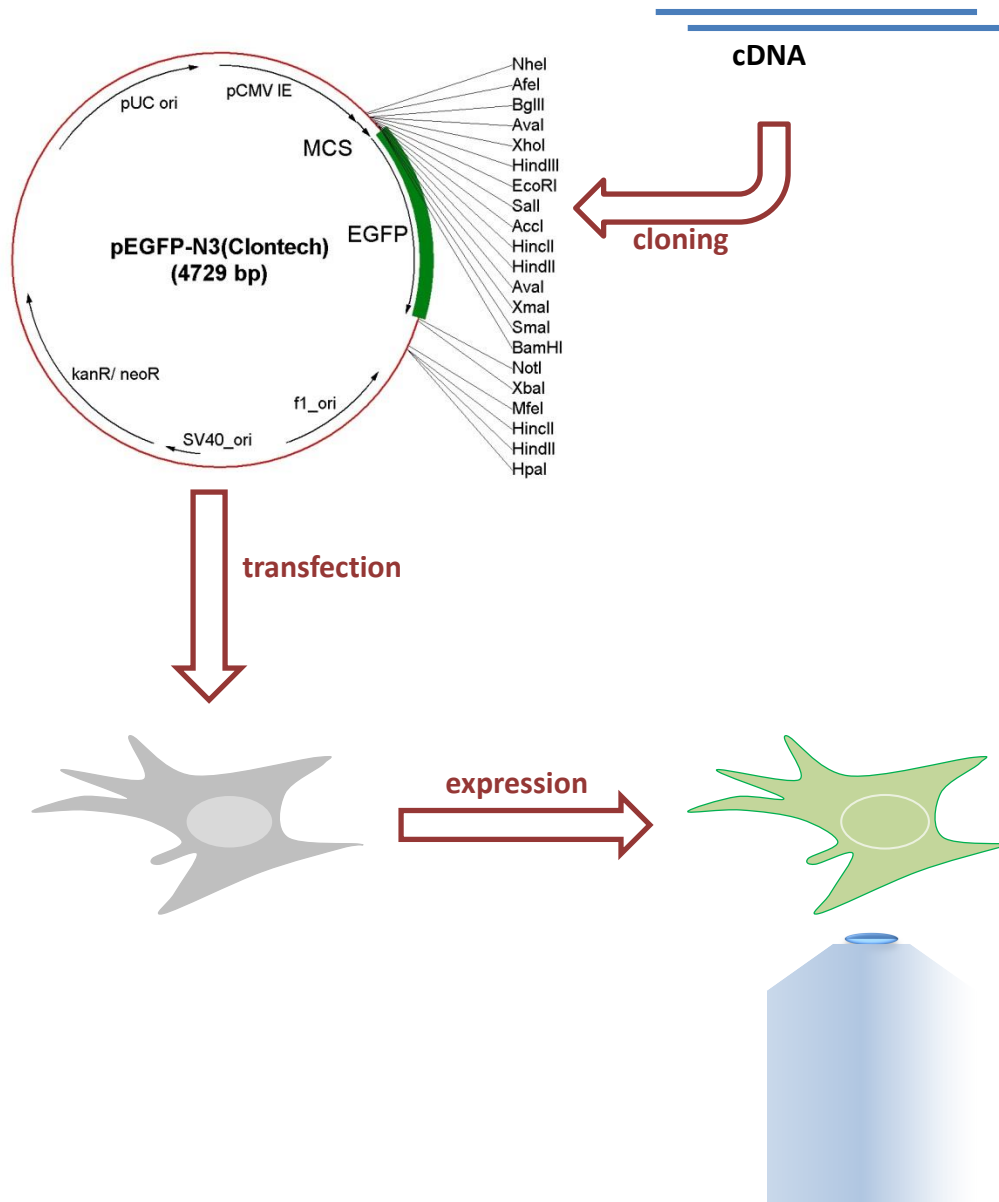 cDNA
cloning
pUC ori
pCMV IE
MCS
EGFP
pEGFP-N3(Clontech)
(4729 bp)
kanR/ neoR
SV40_ori
f1_ori
NheI
AfeI
BglII
AvaI
XhoI
HindIII
EcoRI
SalI
AccI
HincII
HindII
AvaI
XmaI
SmaI
BamHI
NotI
XbaI
MfeI
HincII
HindII
HpaI
transfection
expression